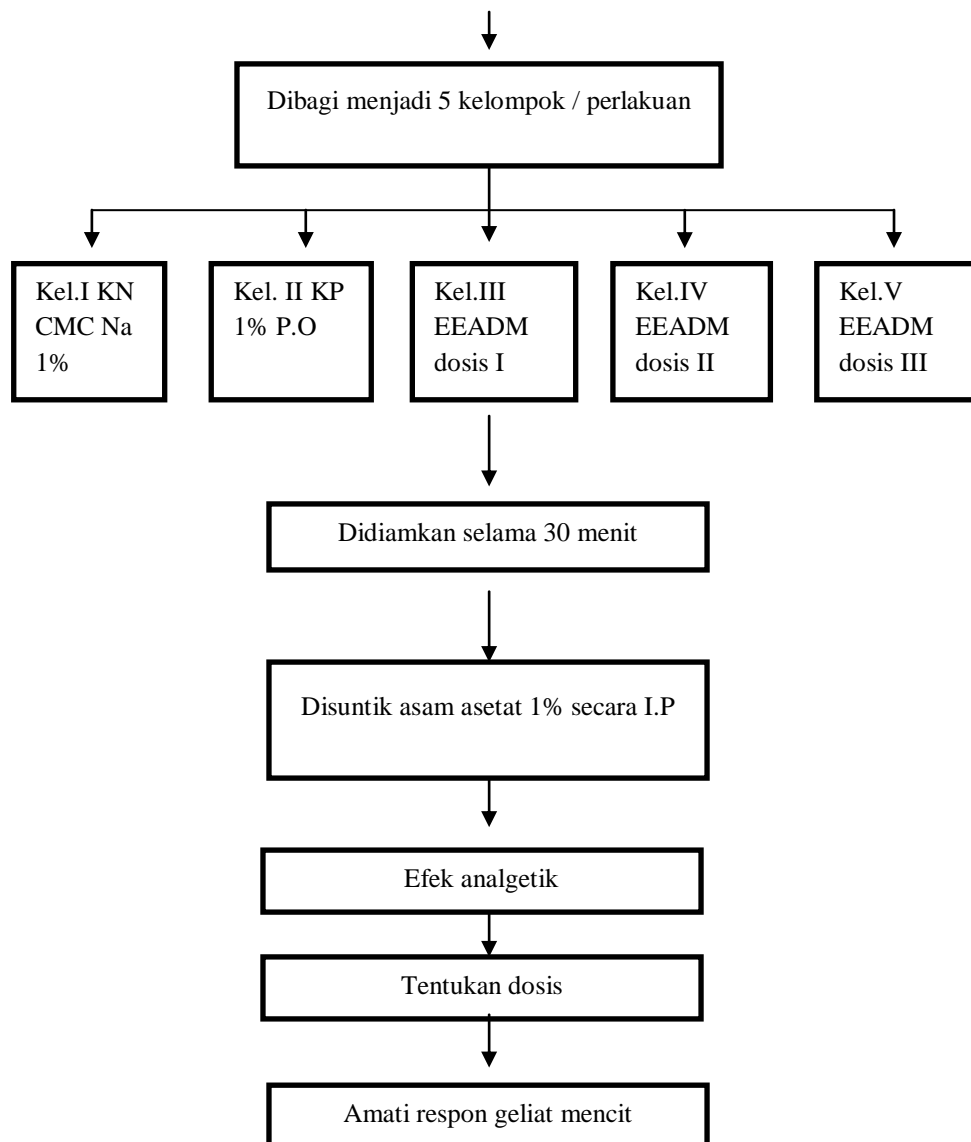 Dibagi menjadi 5 kelompok / perlakuan
Kel.I KN
CMC Na
1%
Kel. II KP
1% P.O
Kel.III
EEADM
dosis I
Kel.IV
EEADM
dosis II
Kel.V
EEADM
dosis III
Didiamkan selama 30 menit
Disuntik asam asetat 1% secara I.P
Efek analgetik
Tentukan dosis
Amati respon geliat mencit